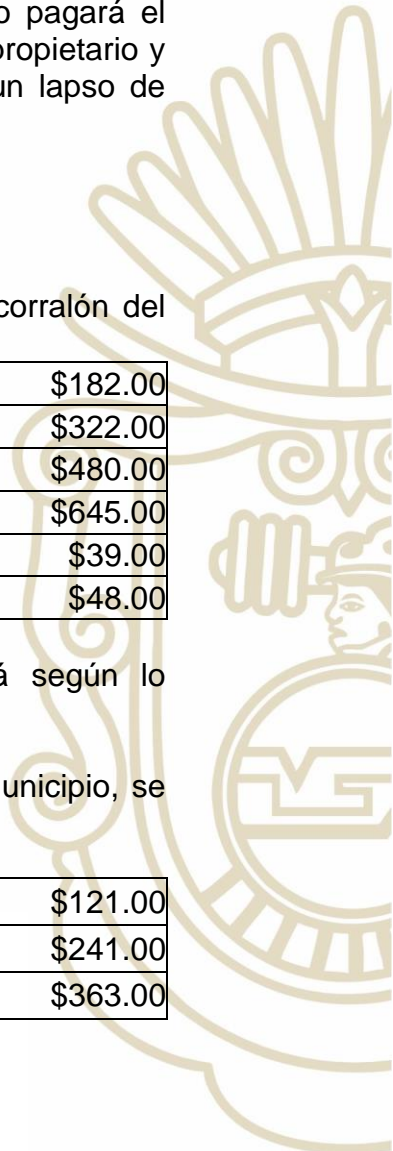 o pagará el
propietario y
un lapso de
corralón del
$182.00
$322.00
$480.00
$645.00
$39.00
$48.00
á según lo
unicipio, se
$121.00
$241.00
$363.00